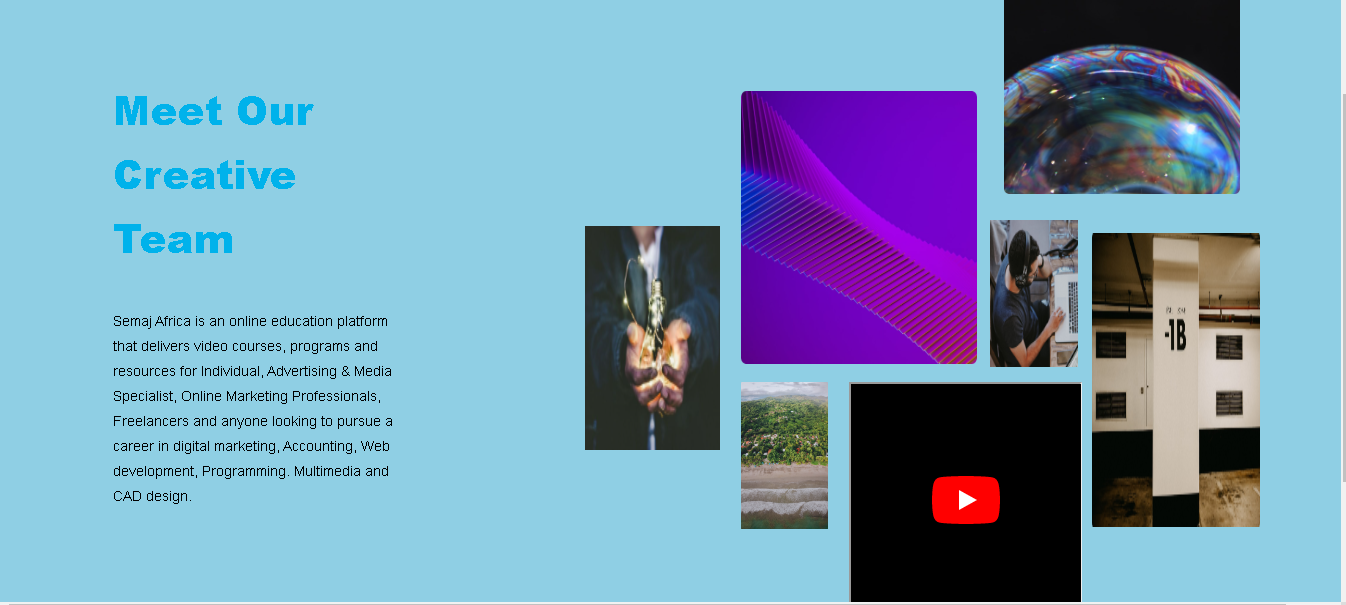 Meet Our
Creative
Team
Semaj Africa is an online education platform
that delivers video courses, programs and
resources for Individual, Advertising & Media
Specialist, Online Marketing Professionals,
Freelancers and anyone looking to pursue a
career in digital marketing, Accounting, Web
development, Programming. Multimedia and
CAD design.
-1B